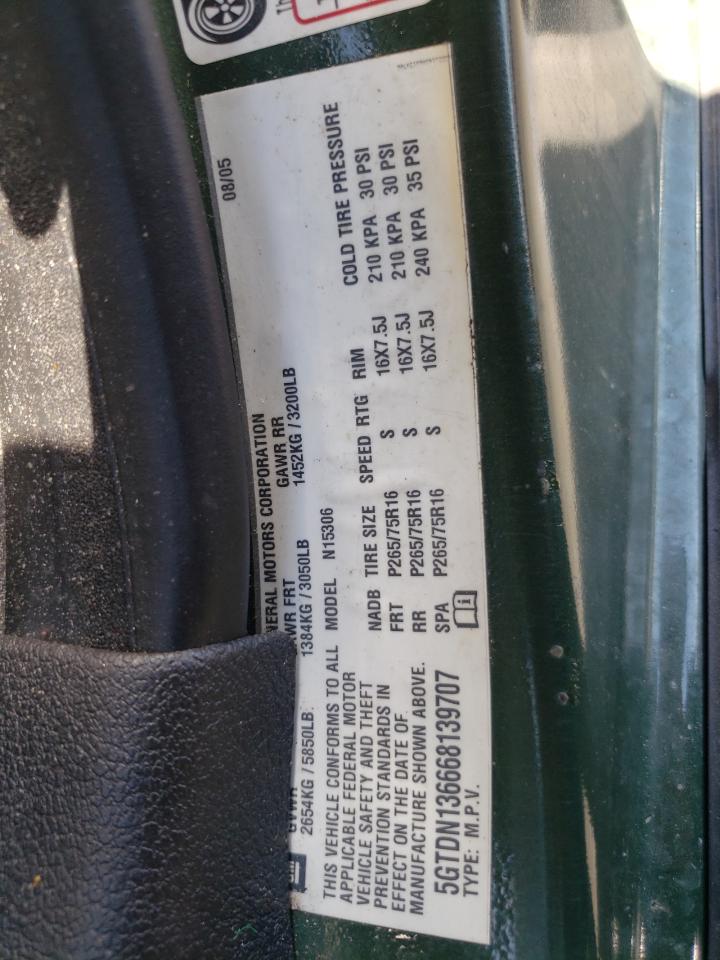 08/05
NERAL MOTORS CORPORATION
GVWR GAWR FRT GAWR RR
2654KG / 5850LB 1384KG / 3050LB 1452KG / 3200LB
THIS VEHICLE CONFORMS TO ALL
APPLICABLE FEDERAL MOTOR
VEHICLE SAFETY AND THEFT
PREVENTION STANDARDS IN
EFFECT ON THE DATE OF
MANUFACTURE SHOWN ABOVE.
5GTDN136668139707
TYPE: M.P.V.
MODEL N15306
NADB TIRE SIZE SPEED RTG RIM COLD TIRE PRESSURE
FRT P265/75R16 S 16X7.5J 210 KPA 30 PSI
RR P265/75R16 S 16X7.5J 210 KPA 30 PSI
SPA P265/75R16 S 16X7.5J 240 KPA 35 PSI